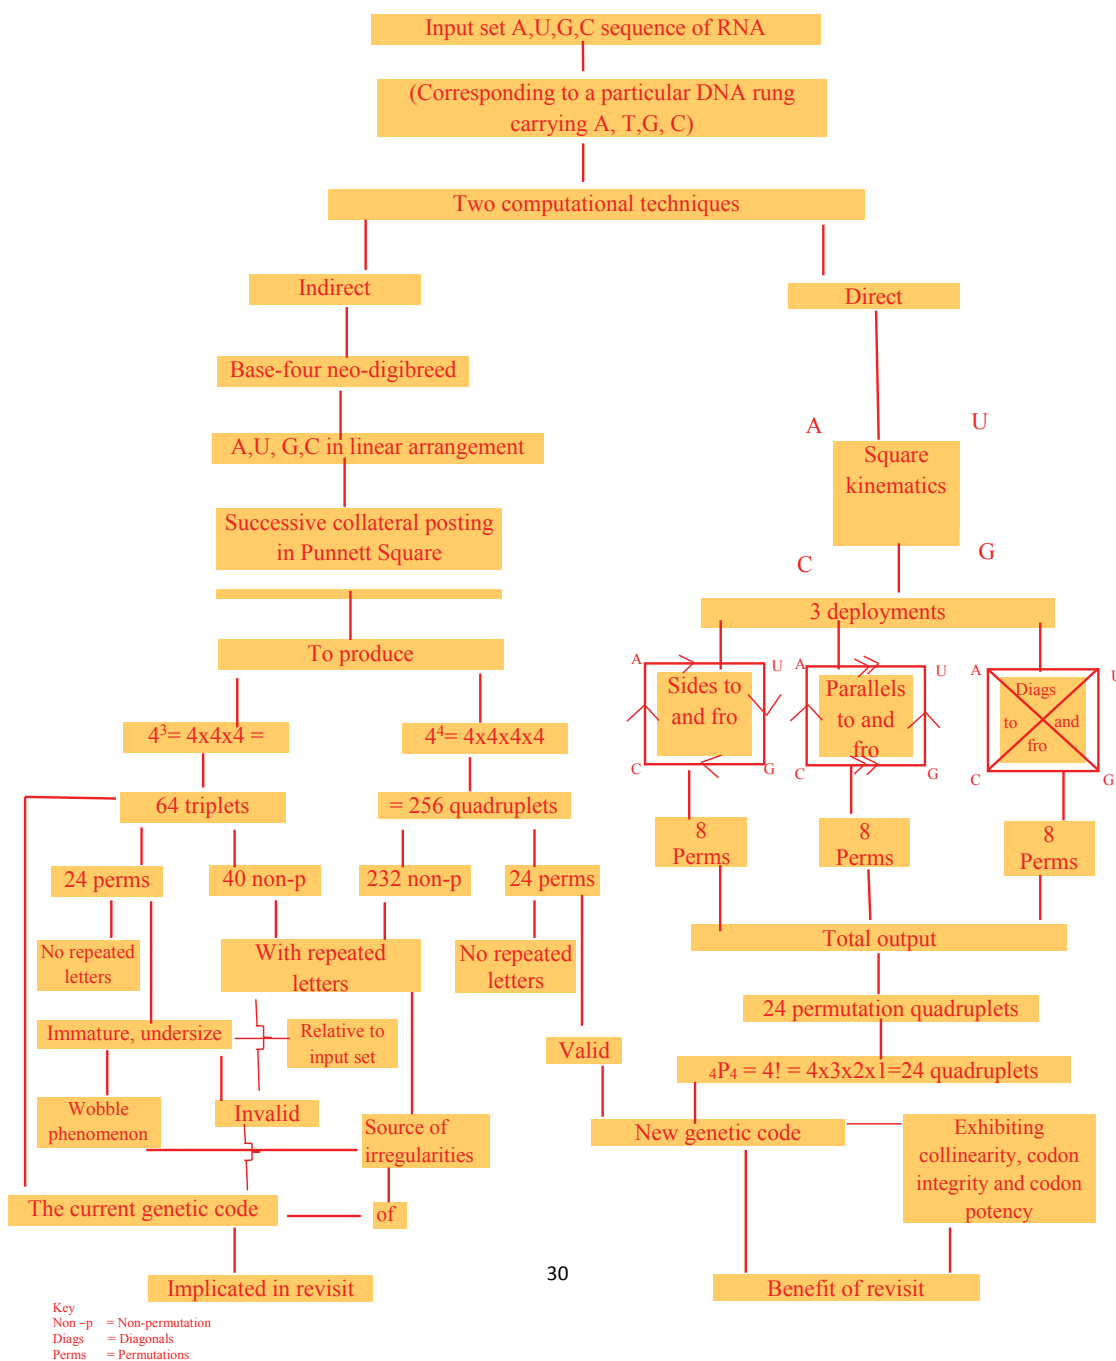 Input set A,U,G,C sequence of RNA
(Corresponding to a particular DNA rung
carrying A, T,G, C)
Two computational techniques
Indirect
Direct
Base-four neo-digibreed
A,U, G,C in linear arrangement
Successive collateral posting
in Punnett Square
To produce
4³= 4x4x4 =
4⁴= 4x4x4x4
64 triplets
= 256 quadruplets
24 perms
40 non-p
232 non-p
24 perms
No repeated
letters
With repeated
letters
No repeated
letters
Immature, undersize
Relative to
input set
Valid
Wobble
phenomenon
Invalid
Source of
irregularities
The current genetic code
of
Implicated in revisit
A
U
Square
kinematics
C
G
3 deployments
A
U
Sides to
and fro
C
G
A
U
Parallels
to and
fro
C
G
A
U
Diags
to
and
fro
C
G
8
Perms
8
Perms
8
Perms
Total output
24 permutation quadruplets
₄P₄ = 4! = 4x3x2x1=24 quadruplets
New genetic code
Exhibiting
collinearity, codon
integrity and codon
potency
Benefit of revisit
30
Key
Non –p = Non-permutation
Diags = Diagonals
Perms = Permutations